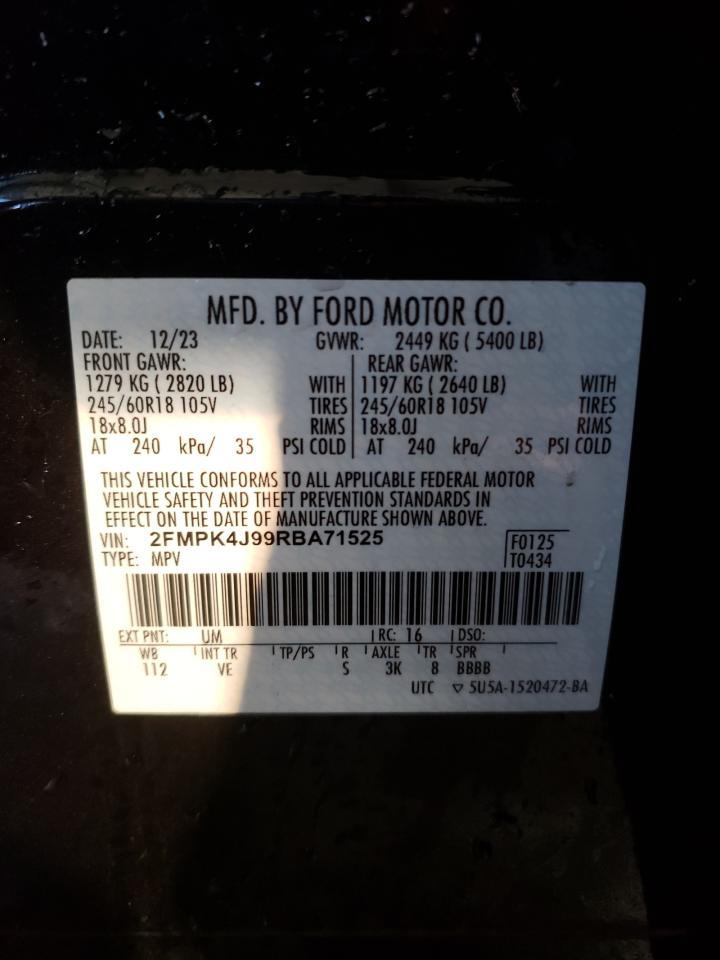 MFD. BY FORD MOTOR CO.
DATE: 12/23 GVWR: 2449 KG ( 5400 LB)
FRONT GAWR: REAR GAWR:
1279 KG ( 2820 LB) WITH 1197 KG ( 2640 LB) WITH
245/60R18 105V TIRES 245/60R18 105V TIRES
18x8.0J RIMS 18x8.0J RIMS
AT 240 kPa/ 35 PSI COLD AT 240 kPa/ 35 PSI COLD
THIS VEHICLE CONFORMS TO ALL APPLICABLE FEDERAL MOTOR
VEHICLE SAFETY AND THEFT PREVENTION STANDARDS IN
EFFECT ON THE DATE OF MANUFACTURE SHOWN ABOVE.
VIN: 2FMPK4J99RBA71525 F0125
TYPE: MPV T0434
EXT PNT: UM RC: 16 DSO:
WB INT TR TP/PS R AXLE TR SPR
112 VE S 3K 8 BBBB
UTC ▽ 5U5A-1520472-BA